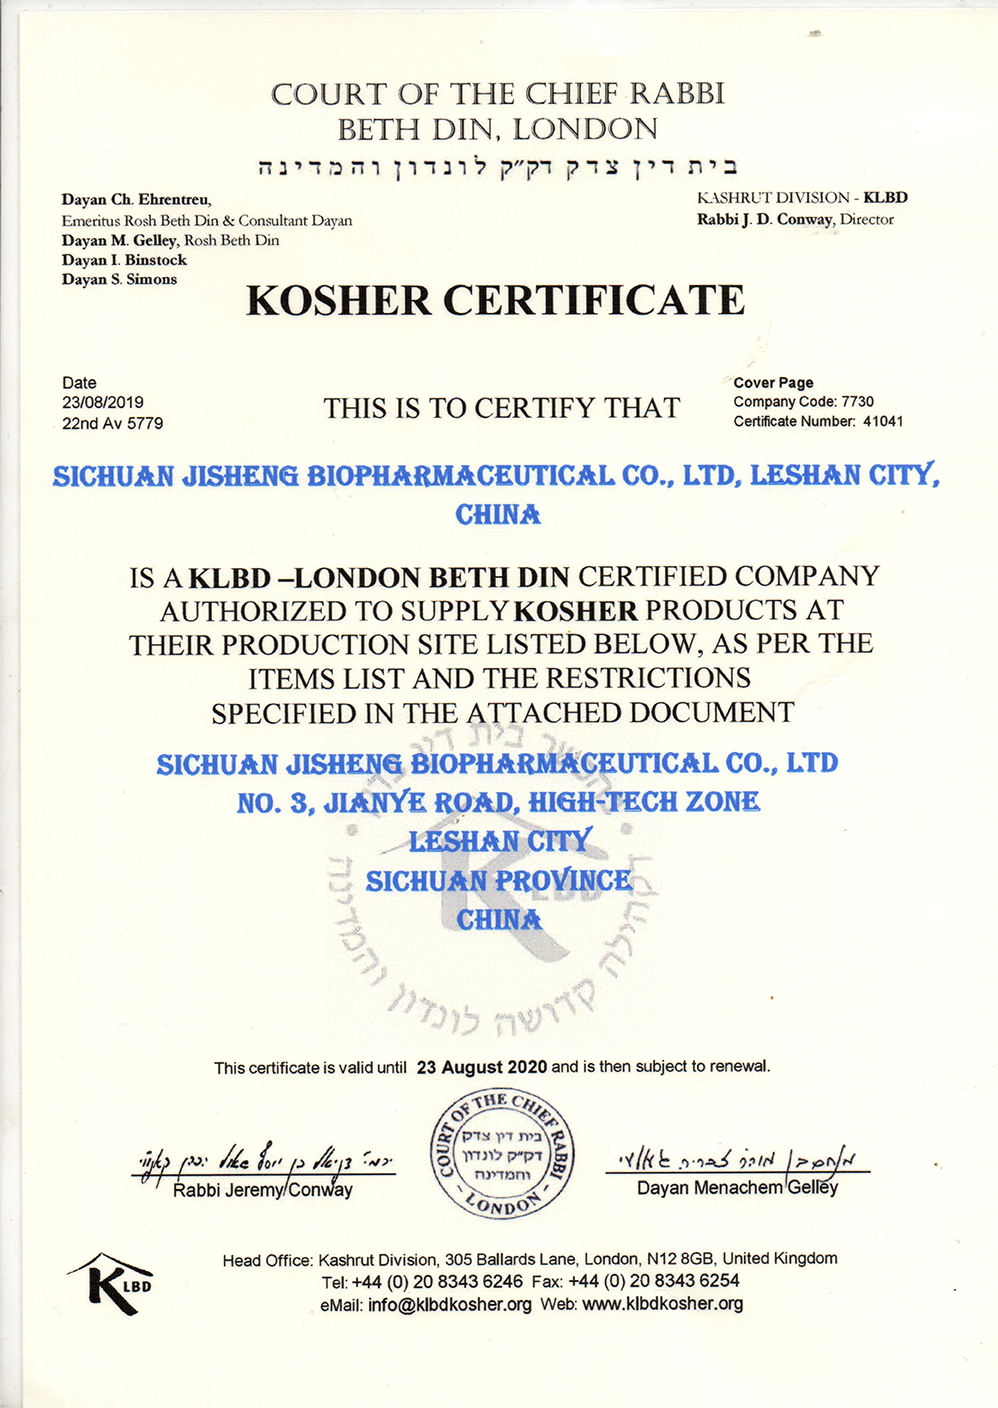 COURT OF THE CHIEF RABBI
BETH DIN, LONDON
בית דין צדק דק״ק לונדון והמדינה
Dayan Ch. Ehrentreu,
Emeritus Rosh Beth Din & Consultant Dayan
Dayan M. Gelley, Rosh Beth Din
Dayan I. Binstock
Dayan S. Simons
KASHRUT DIVISION - KLBD
Rabbi J. D. Conway, Director
KOSHER CERTIFICATE
Date
23/08/2019
22nd Av 5779
THIS IS TO CERTIFY THAT
Cover Page
Company Code: 7730
Certificate Number: 41041
SICHUAN JISHENG BIOPHARMACEUTICAL CO., LTD, LESHAN CITY,
CHINA
IS A KLBD –LONDON BETH DIN CERTIFIED COMPANY
AUTHORIZED TO SUPPLY KOSHER PRODUCTS AT
THEIR PRODUCTION SITE LISTED BELOW, AS PER THE
ITEMS LIST AND THE RESTRICTIONS
SPECIFIED IN THE ATTACHED DOCUMENT
SICHUAN JISHENG BIOPHARMACEUTICAL CO., LTD
NO. 3, JIANYE ROAD, HIGH-TECH ZONE
LESHAN CITY
SICHUAN PROVINCE
CHINA
KLBD
בית דין
קהילה קדושה לונדון והמדינה
This certificate is valid until 23 August 2020 and is then subject to renewal.
COURT OF THE CHIEF RABBI
בית דין צדק
דק״ק לונדון
והמדינה
- LONDON -
Rabbi Jeremy Conway
Dayan Menachem Gelley
KLBD
Head Office: Kashrut Division, 305 Ballards Lane, London, N12 8GB, United Kingdom
Tel: +44 (0) 20 8343 6246 Fax: +44 (0) 20 8343 6254
eMail: info@klbdkosher.org Web: www.klbdkosher.org